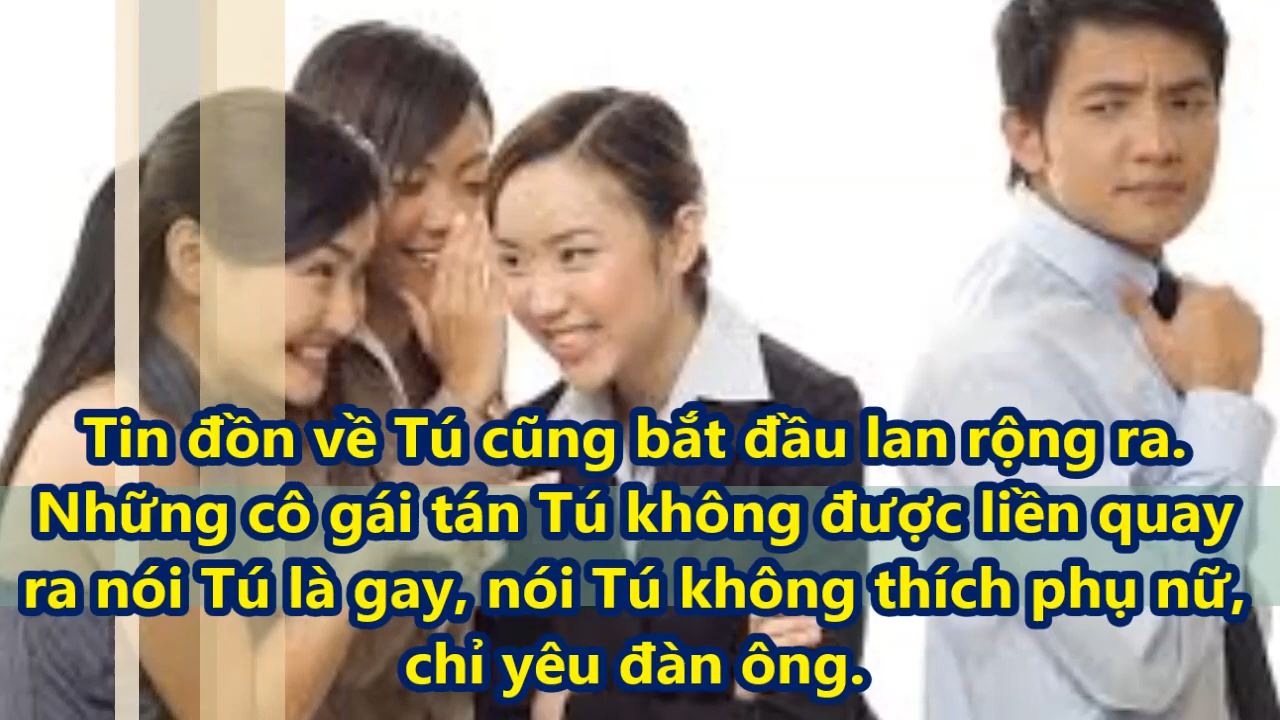 Tin đồn về Tú cũng bắt đầu lan rộng ra.
Những cô gái tán Tú không được liền quay
ra nói Tú là gay, nói Tú không thích phụ nữ,
chỉ yêu đàn ông.